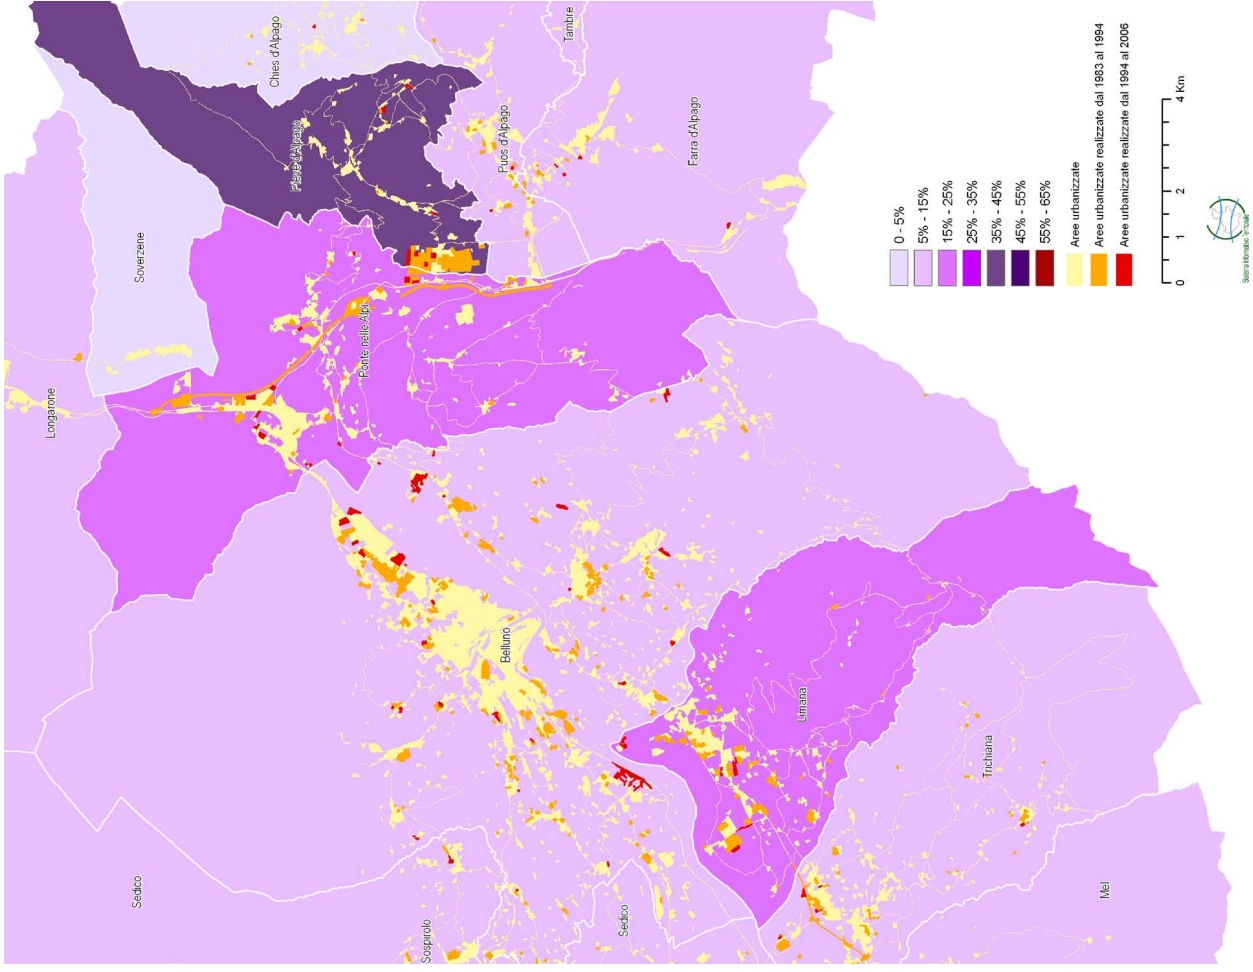 Longarone
Soverzene
Chies d'Alpago
Pieve d'Alpago
Tambre
Puos d'Alpago
Farra d'Alpago
Ponte nelle Alpi
Belluno
Limana
Trichiana
Mel
Sedico
Sospirolo
Sedico
0 - 5%
5% - 15%
15% - 25%
25% - 35%
35% - 45%
45% - 55%
55% - 65%
Aree urbanizzate
Aree urbanizzate realizzate dal 1983 al 1994
Aree urbanizzate realizzate dal 1994 al 2006
0 1 2 4 Km